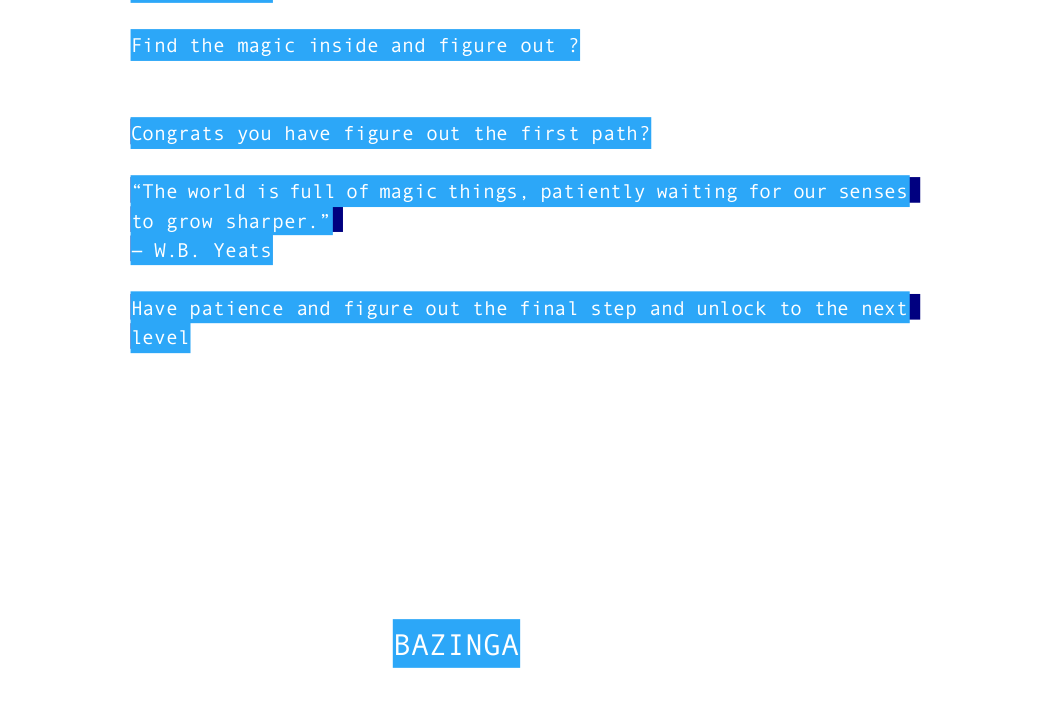 Find the magic inside and figure out ?
Congrats you have figure out the first path?
“The world is full of magic things, patiently waiting for our senses
to grow sharper.”
— W.B. Yeats
Have patience and figure out the final step and unlock to the next
level
BAZINGA